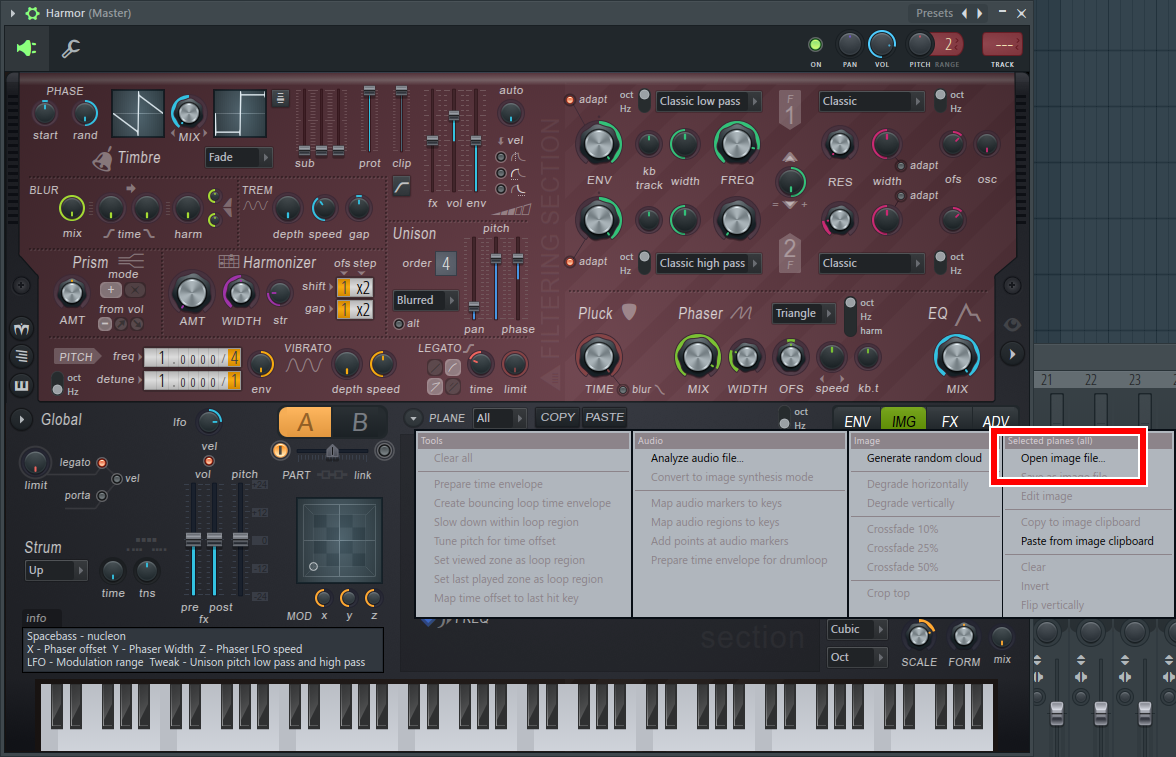 Harmor (Master)
Presets
ON
PAN
VOL
PITCH
RANGE
2
---
TRACK
PHASE
start
rand
MIX
Timbre
Fade
sub
prot
clip
auto
vel
fx
vol
env
BLUR
mix
time
harm
TREM
depth
speed
gap
Unison
order
4
pitch
Blurred
alt
pan
phase
Prism
mode
AMT
from vol
Harmonizer
ofs step
AMT
WIDTH
str
shift
1 x2
gap
1 x2
PITCH
freq
1.0000/4
detune
1.0000/1
oct
Hz
env
VIBRATO
depth
speed
LEGATO
time
limit
FILTERING SECTION
adapt
oct
Hz
Classic low pass
F
1
Classic
oct
Hz
ENV
kb
track
width
FREQ
RES
width
adapt
ofs
osc
adapt
adapt
oct
Hz
Classic high pass
2
F
Classic
oct
Hz
Pluck
TIME
blur
Phaser
Triangle
oct
Hz
harm
MIX
WIDTH
OFS
speed
kb.t
EQ
MIX
Global
lfo
vel
limit
legato
vel
porta
vol
pitch
Strum
Up
time
tns
pre
post
fx
A
B
PART
link
MOD
x
y
z
info
Spacebass - nucleon
X - Phaser offset  Y - Phaser Width  Z - Phaser LFO speed
LFO - Modulation range  Tweak - Unison pitch low pass and high pass
PLANE
All
COPY
PASTE
oct
Hz
ENV
IMG
FX
ADV
Tools
Clear all
Prepare time envelope
Create bouncing loop time envelope
Slow down within loop region
Tune pitch for time offset
Set viewed zone as loop region
Set last played zone as loop region
Map time offset to last hit key
Audio
Analyze audio file...
Convert to image synthesis mode
Map audio markers to keys
Map audio regions to keys
Add points at audio markers
Prepare time envelope for drumloop
Image
Generate random cloud
Degrade horizontally
Degrade vertically
Crossfade 10%
Crossfade 25%
Crossfade 50%
Crop top
Selected planes (all)
Open image file...
Save as image file...
Edit image
Copy to image clipboard
Paste from image clipboard
Clear
Invert
Flip vertically
FREQ
section
Cubic
Oct
SCALE
FORM
mix
21
22
23